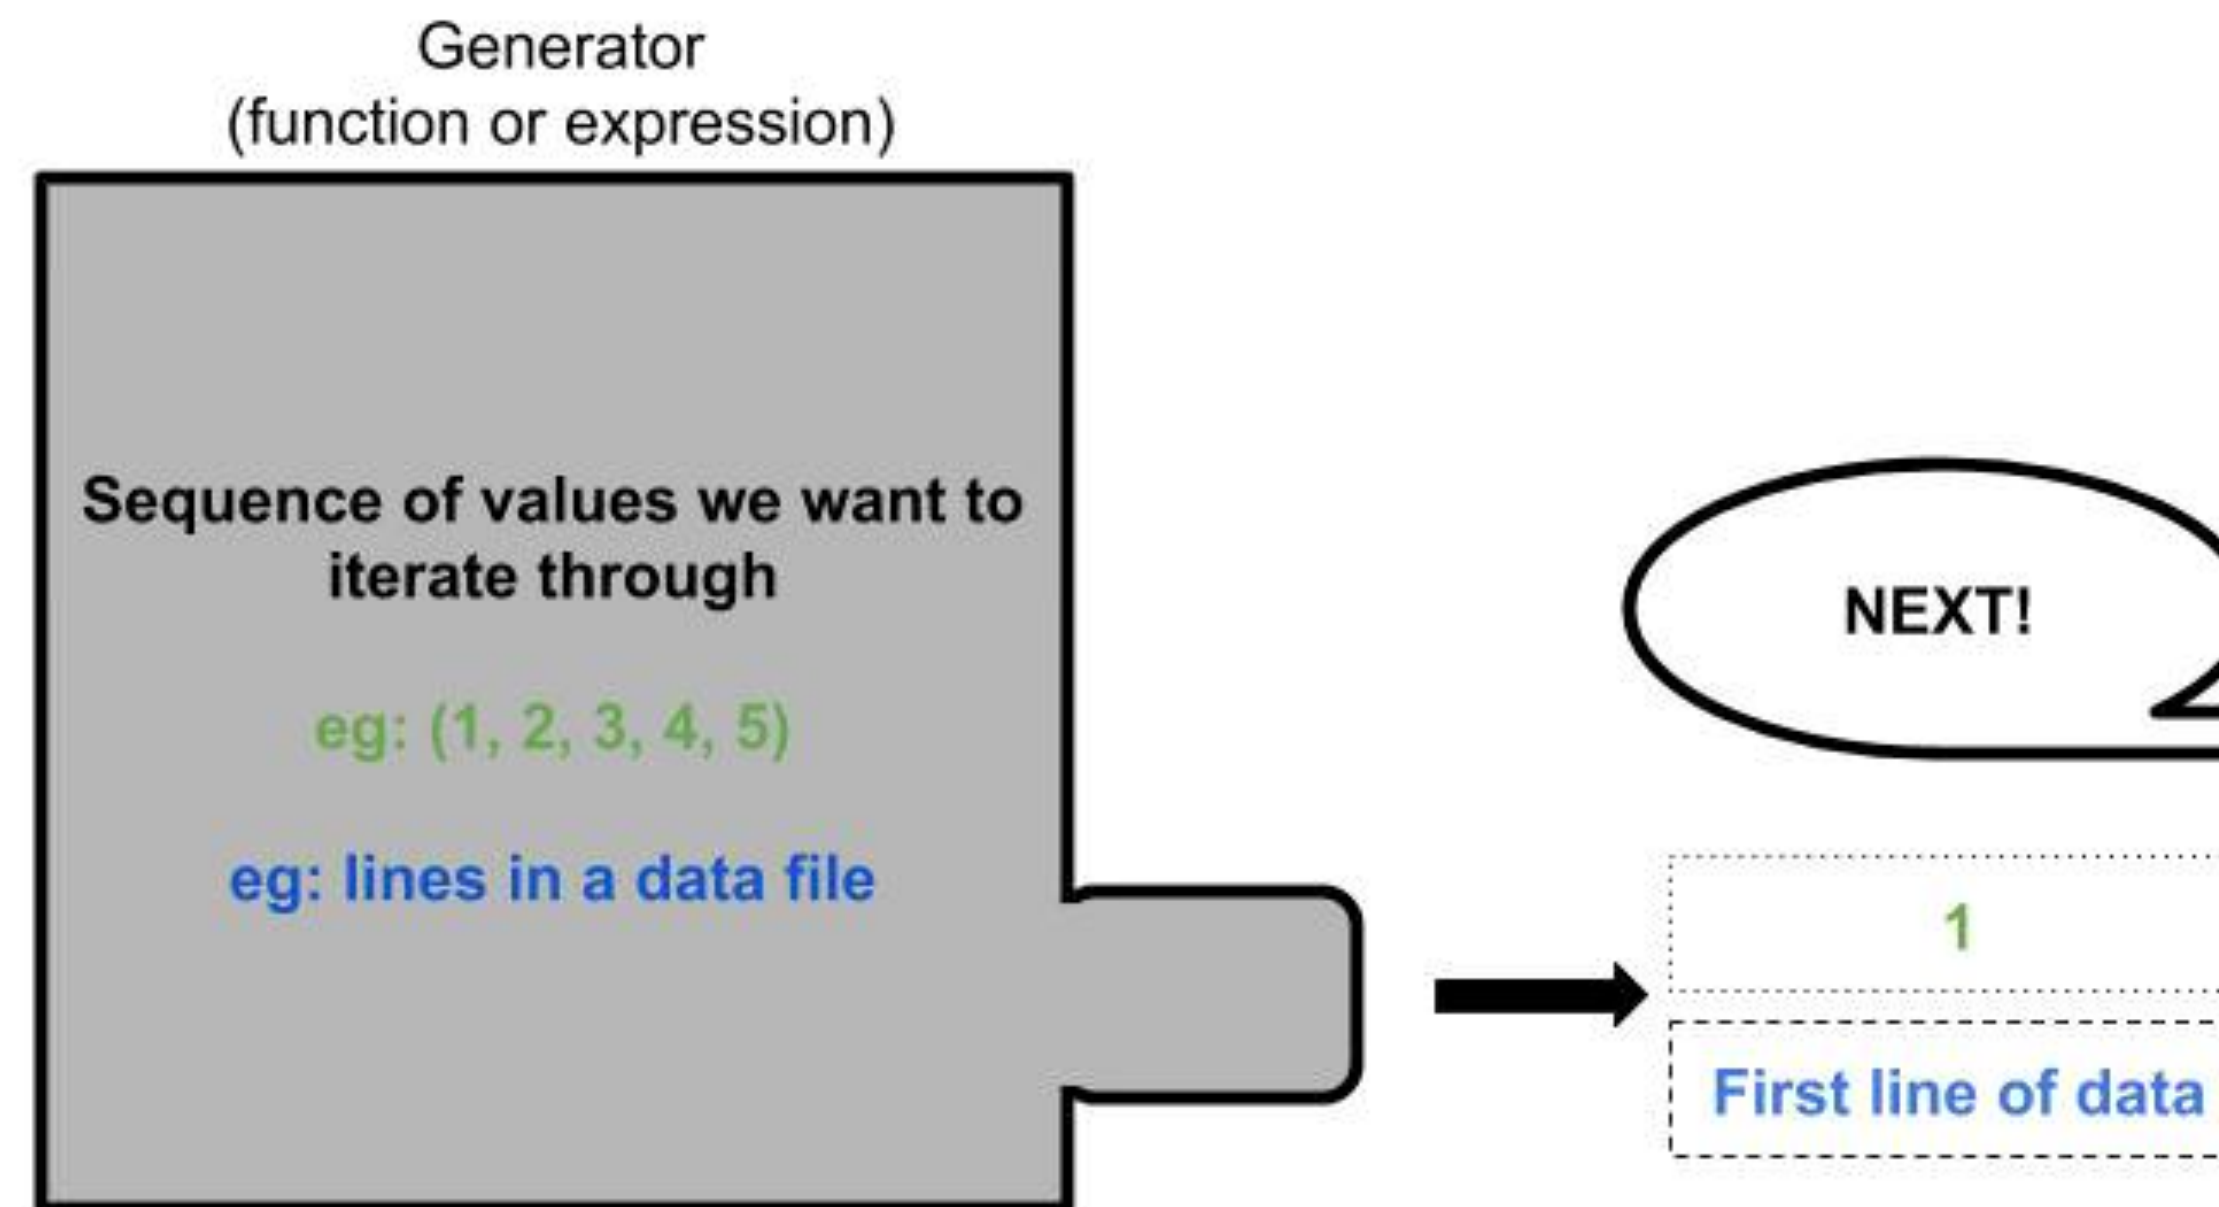 Generator
(function or expression)
Sequence of values we want to
iterate through
eg: (1, 2, 3, 4, 5)
eg: lines in a data file
NEXT!
1
First line of data